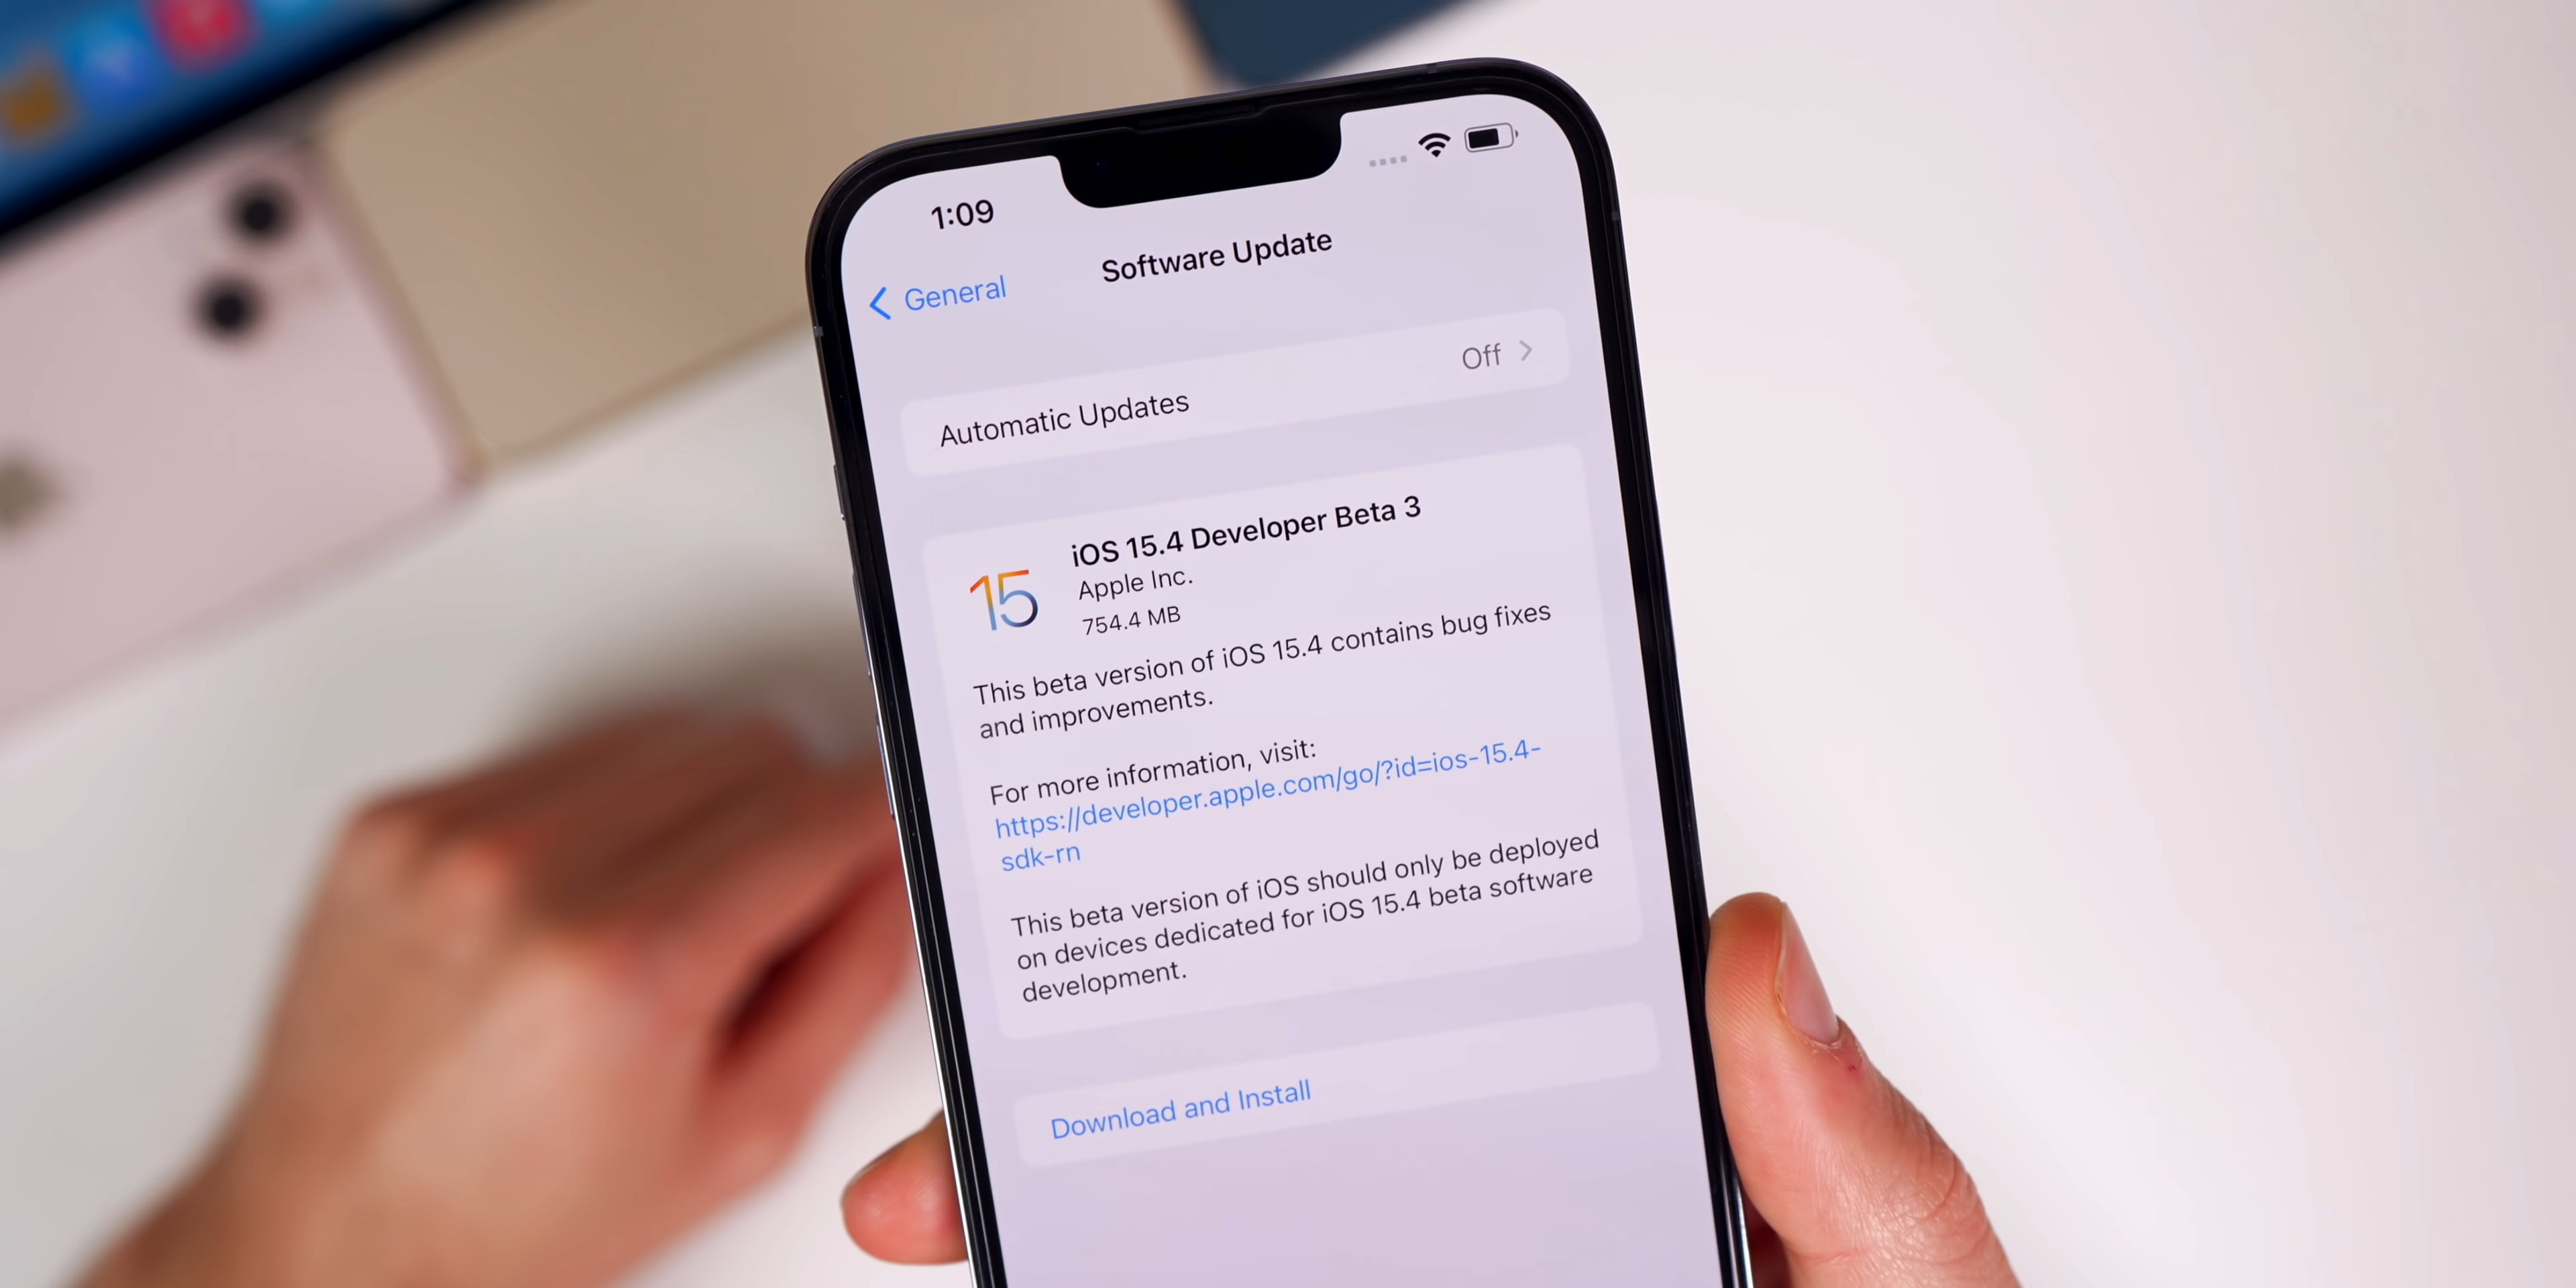 1:09
General
Software Update
Automatic Updates
Off
15
iOS 15.4 Developer Beta 3
Apple Inc.
754.4 MB
This beta version of iOS 15.4 contains bug fixes
and improvements.
For more information, visit:
https://developer.apple.com/go/?id=ios-15.4-
sdk-rn
This beta version of iOS should only be deployed
on devices dedicated for iOS 15.4 beta software
development.
Download and Install